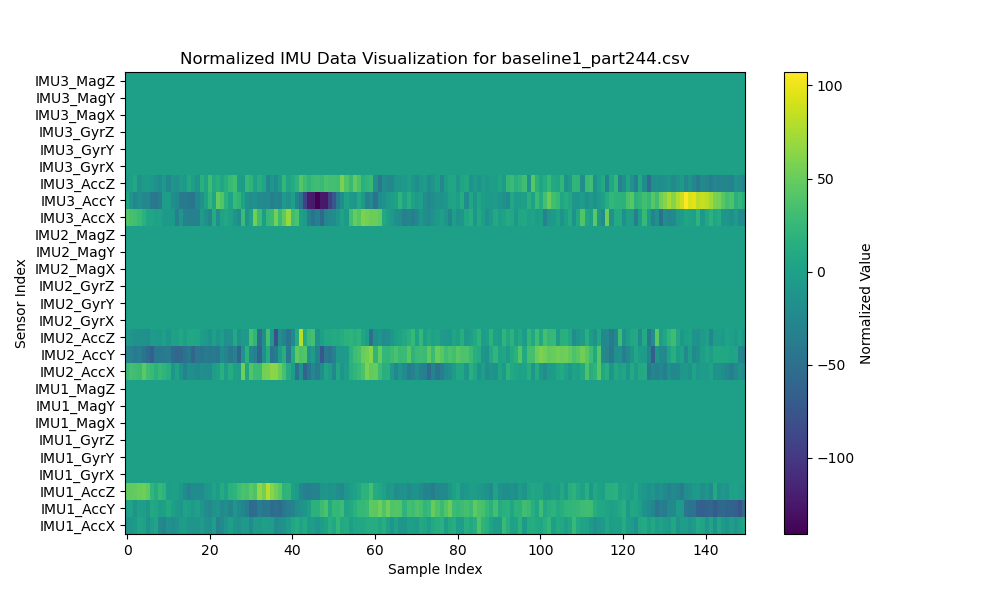 Normalized IMU Data Visualization for baseline1_part244.csv
IMU3_MagZ
IMU3_MagY
IMU3_MagX
IMU3_GyrZ
IMU3_GyrY
IMU3_GyrX
IMU3_AccZ
IMU3_AccY
IMU3_AccX
IMU2_MagZ
IMU2_MagY
IMU2_MagX
IMU2_GyrZ
IMU2_GyrY
IMU2_GyrX
IMU2_AccZ
IMU2_AccY
IMU2_AccX
IMU1_MagZ
IMU1_MagY
IMU1_MagX
IMU1_GyrZ
IMU1_GyrY
IMU1_GyrX
IMU1_AccZ
IMU1_AccY
IMU1_AccX
Sensor Index
0 20 40 60 80 100 120 140
Sample Index
100
50
0
−50
−100
Normalized Value